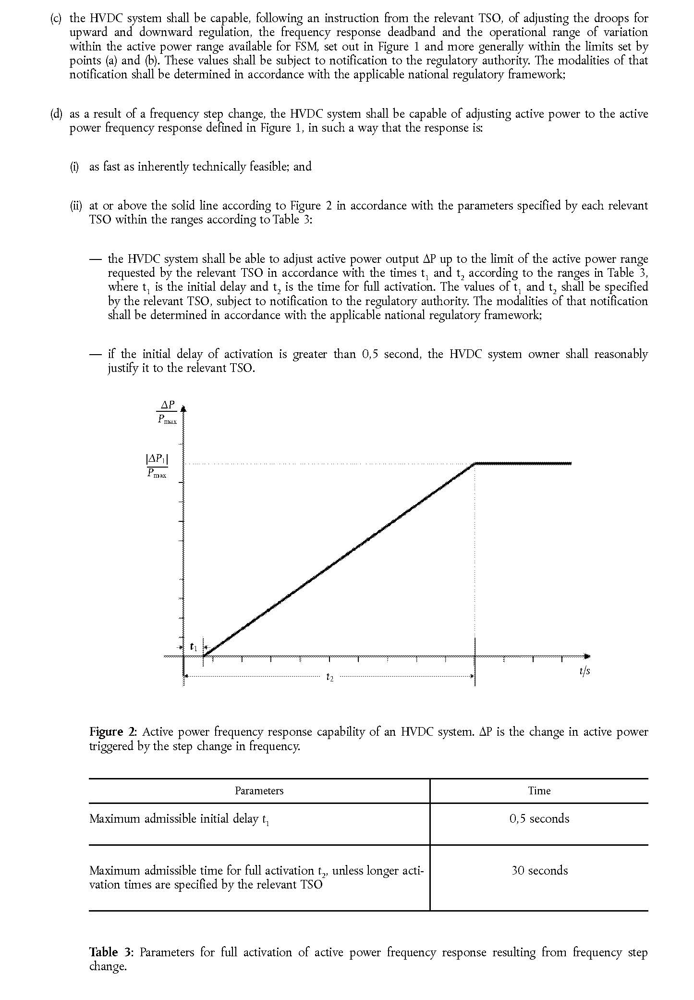 (c) the HVDC system shall be capable, following an instruction from the relevant TSO, of adjusting the droops for
upward and downward regulation, the frequency response deadband and the operational range of variation
within the active power range available for FSM, set out in Figure 1 and more generally within the limits set by
points (a) and (b). These values shall be subject to notification to the regulatory authority. The modalities of that
notification shall be determined in accordance with the applicable national regulatory framework;
(d) as a result of a frequency step change, the HVDC system shall be capable of adjusting active power to the active
power frequency response defined in Figure 1, in such a way that the response is:
(i) as fast as inherently technically feasible; and
(ii) at or above the solid line according to Figure 2 in accordance with the parameters specified by each relevant
TSO within the ranges according to Table 3:
— the HVDC system shall be able to adjust active power output ΔP up to the limit of the active power range
requested by the relevant TSO in accordance with the times t₁ and t₂ according to the ranges in Table 3,
where t₁ is the initial delay and t₂ is the time for full activation. The values of t₁ and t₂ shall be specified
by the relevant TSO, subject to notification to the regulatory authority. The modalities of that notification
shall be determined in accordance with the applicable national regulatory framework;
— if the initial delay of activation is greater than 0,5 second, the HVDC system owner shall reasonably
justify it to the relevant TSO.
ΔP
Pmax
|ΔP₁|
Pmax
t₁
t₂
t/s
Figure 2: Active power frequency response capability of an HVDC system. ΔP is the change in active power
triggered by the step change in frequency.
Parameters Time
Maximum admissible initial delay t₁ 0,5 seconds
Maximum admissible time for full activation t₂, unless longer acti- 30 seconds
vation times are specified by the relevant TSO
Table 3: Parameters for full activation of active power frequency response resulting from frequency step
change.